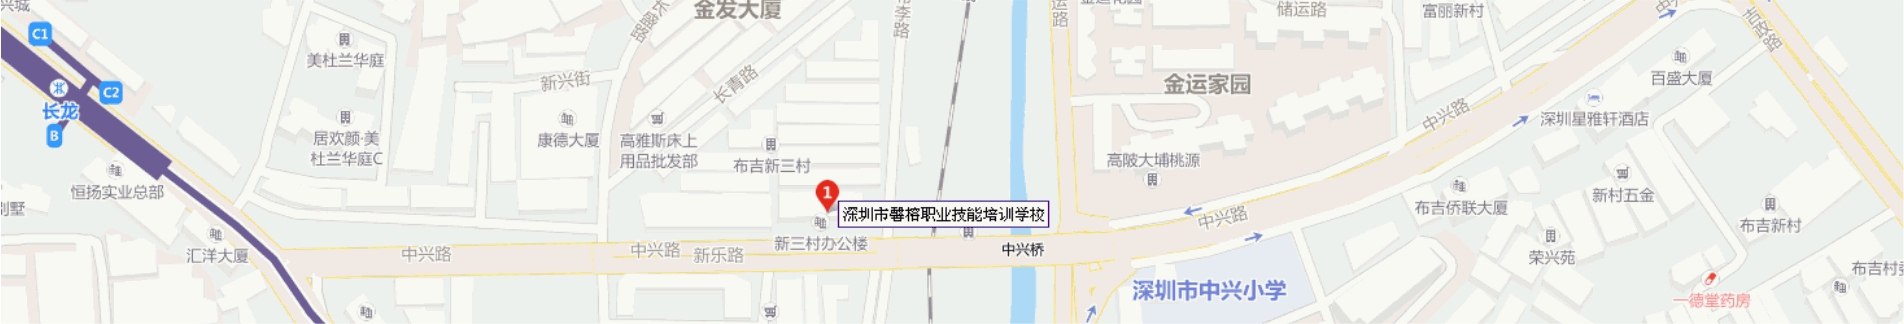 兴城
金发大厦
储运路
富丽新村
C1
美杜兰华庭
新兴街
长青路
金运家园
百盛大厦
C2
长龙
B
居欢颜·美
杜兰华庭C
康德大厦
高雅斯床上
用品批发部
布吉新三村
中兴路
深圳星雅轩酒店
高陂大埔桃源
恒扬实业总部
1
深圳市馨榕职业技能培训学校
新村五金
布吉侨联大厦
别墅
中兴路
布吉新村
汇洋大厦
中兴路
中兴路
新乐路
新三村办公楼
中兴桥
荣兴苑
深圳市中兴小学
一德堂药房